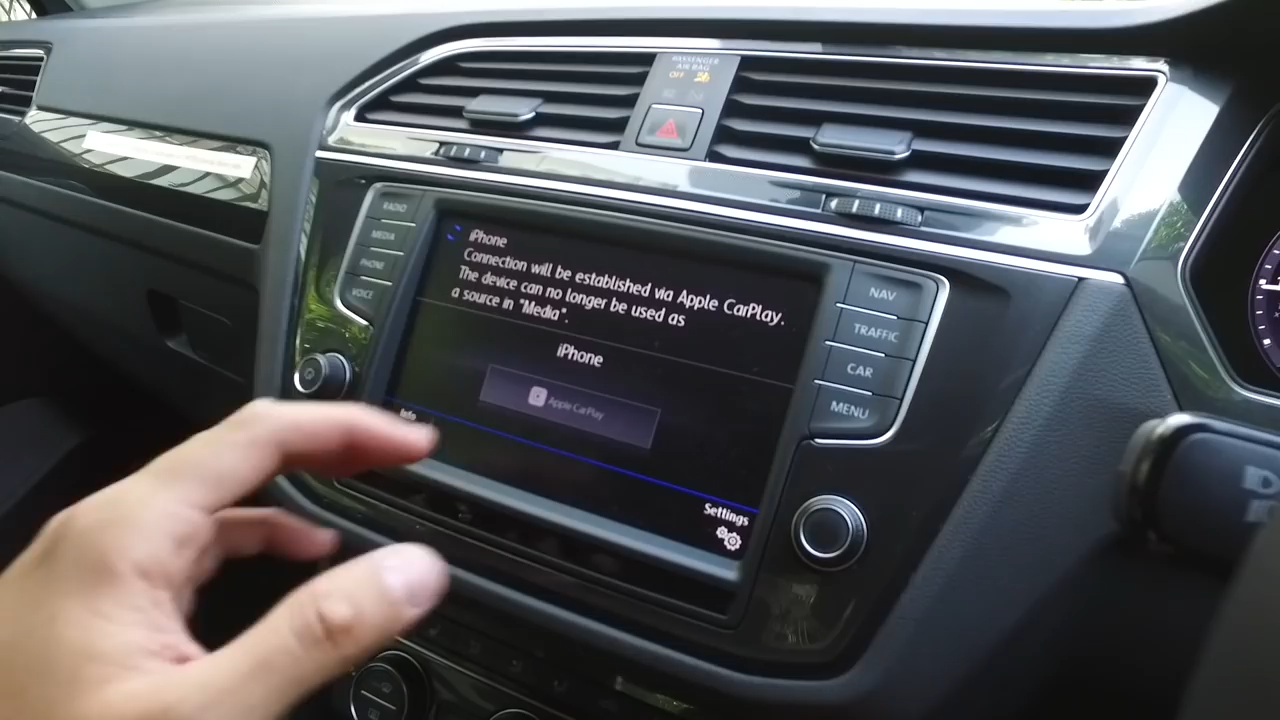 PASSENGER
AIR BAG
OFF
RADIO
MEDIA
PHONE
VOICE
iPhone
Connection will be established via Apple CarPlay.
The device can no longer be used as
a source in "Media".
iPhone
Apple CarPlay
Info
Settings
NAV
TRAFFIC
CAR
MENU